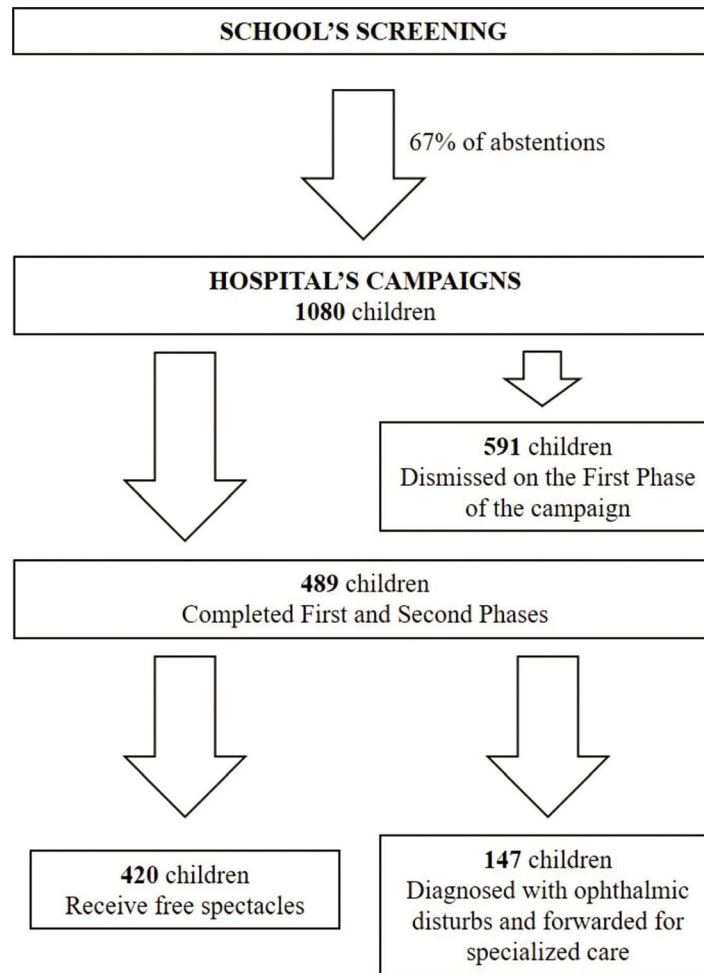 SCHOOL'S SCREENING
67% of abstentions
HOSPITAL'S CAMPAIGNS
1080 children
591 children
Dismissed on the First Phase
of the campaign
489 children
Completed First and Second Phases
420 children
Receive free spectacles
147 children
Diagnosed with ophthalmic
disturbs and forwarded for
specialized care